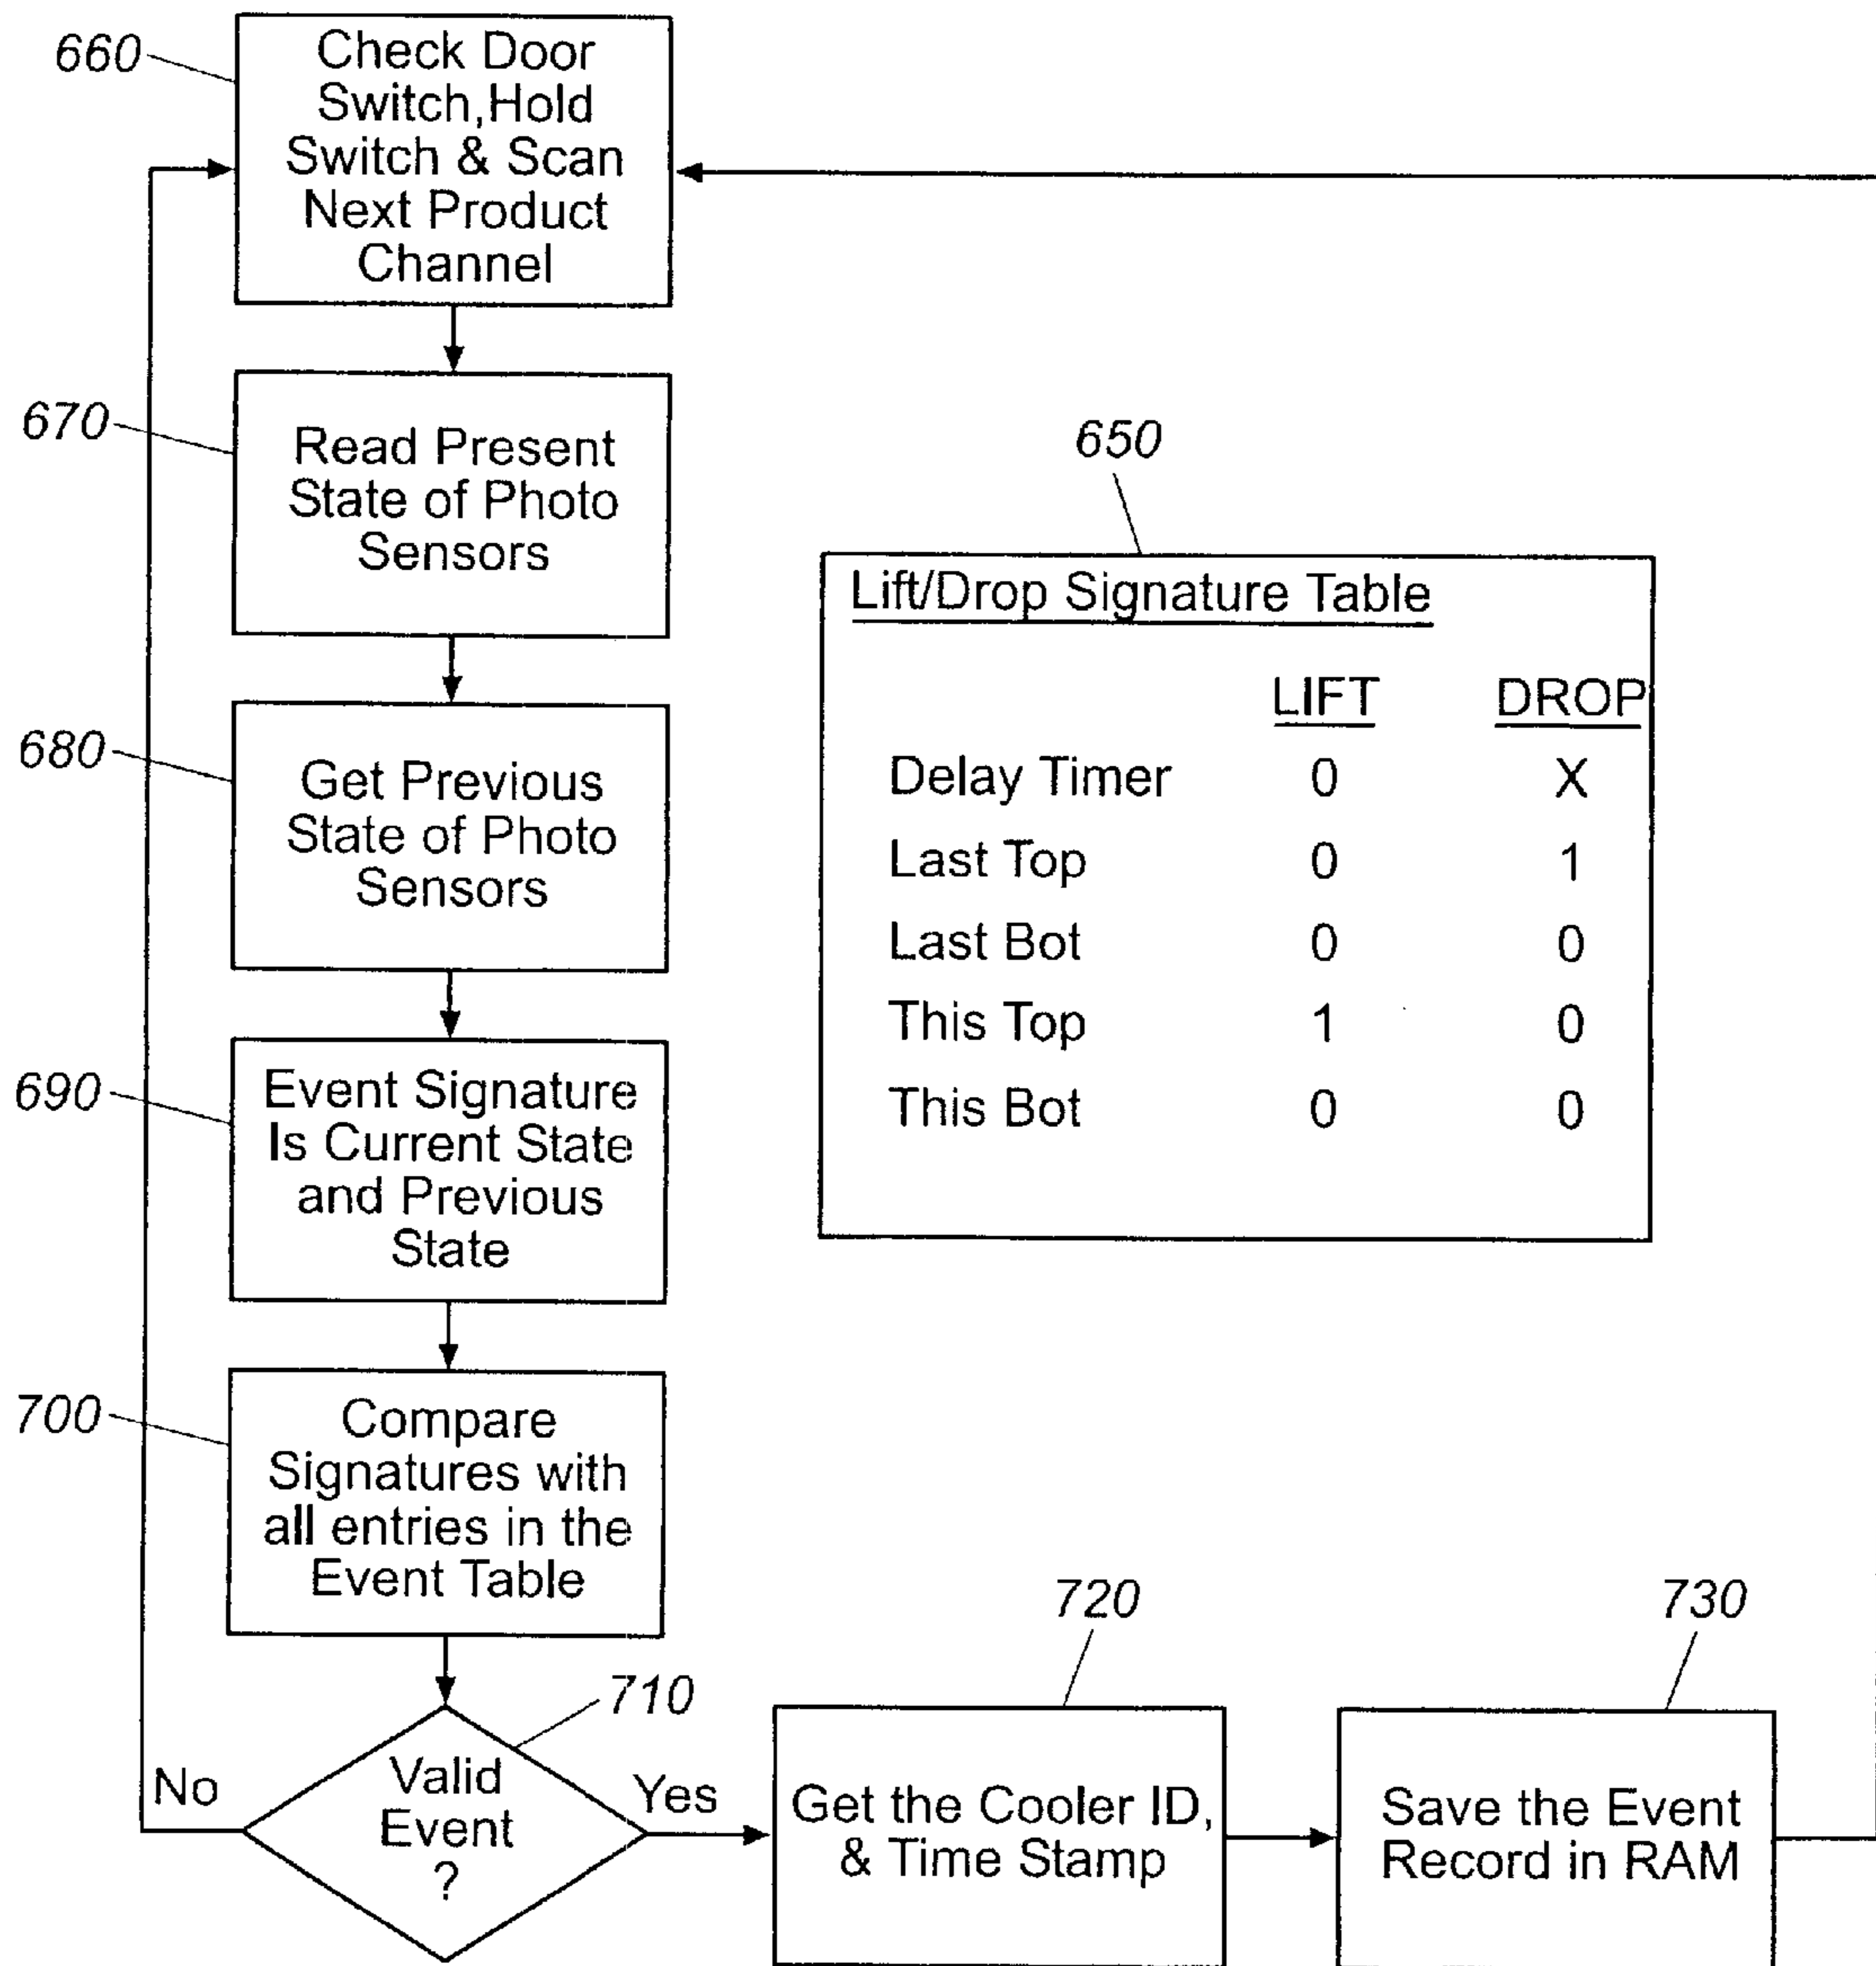 660
Check Door
Switch,Hold
Switch & Scan
Next Product
Channel
670
Read Present
State of Photo
Sensors
680
Get Previous
State of Photo
Sensors
690
Event Signature
Is Current State
and Previous
State
700
Compare
Signatures with
all entries in the
Event Table
710
Valid
Event
?
No
Yes
720
Get the Cooler ID,
& Time Stamp
730
Save the Event
Record in RAM
650
Lift/Drop Signature Table
LIFT DROP
Delay Timer 0 X
Last Top 0 1
Last Bot 0 0
This Top 1 0
This Bot 0 0